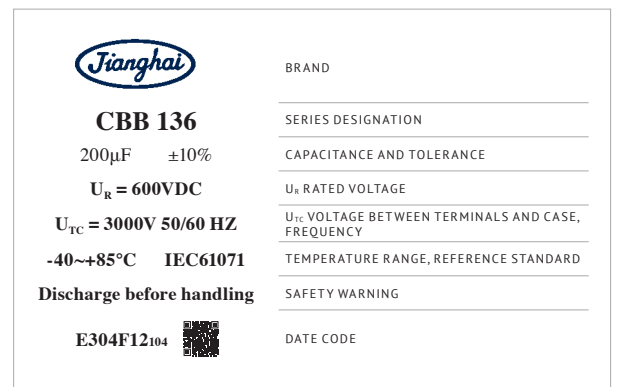 Jianghai
BRAND
CBB 136
SERIES DESIGNATION
200µF ±10%
CAPACITANCE AND TOLERANCE
UR = 600VDC
UR RATED VOLTAGE
UTC = 3000V 50/60 HZ
UTC VOLTAGE BETWEEN TERMINALS AND CASE,
FREQUENCY
-40~+85°C IEC61071
TEMPERATURE RANGE, REFERENCE STANDARD
Discharge before handling
SAFETY WARNING
E304F12104
DATE CODE